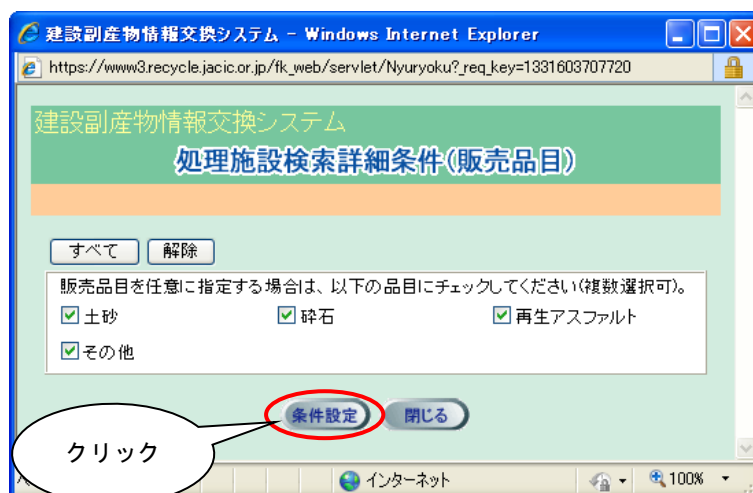 建設副産物情報交換システム - Windows Internet Explorer
https://www3.recycle.jacic.or.jp/fk_web/servlet/Nyuryoku?_req_key=1331603707720
建設副産物情報交換システム
処理施設検索詳細条件(販売品目)
すべて 解除
販売品目を任意に指定する場合は、以下の品目にチェックしてください(複数選択可)。
土砂 砕石 再生アスファルト
その他
条件設定 閉じる
クリック
インターネット 100%